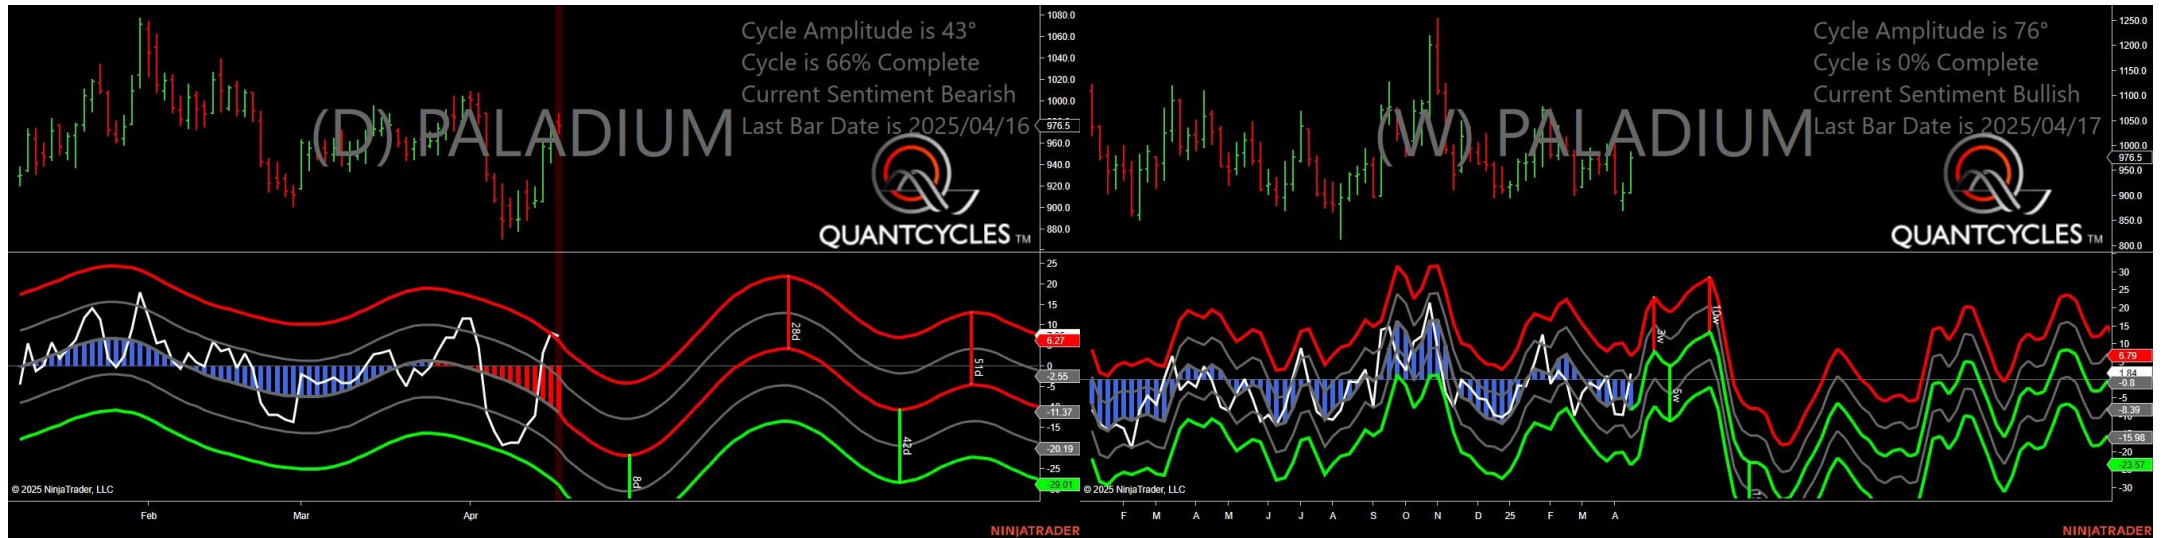 Cycle Amplitude is 43°
Cycle is 66% Complete
Current Sentiment Bearish
Last Bar Date is 2025/04/16
(D) PALADIUM
QUANTCYCLES TM
1080.0
1060.0
1040.0
1020.0
1000.0
976.5
960.0
940.0
920.0
900.0
880.0
25
20
15
10
6.27
0
-2.55
-5
-11.37
-15
-20.19
-25
-29.01
28d
51d
42d
8d
© 2025 NinjaTrader, LLC
Feb
Mar
Apr
NINJATRADER
Cycle Amplitude is 76°
Cycle is 0% Complete
Current Sentiment Bullish
Last Bar Date is 2025/04/17
(W) PALADIUM
QUANTCYCLES TM
1250.0
1200.0
1150.0
1100.0
1050.0
1000.0
976.5
950.0
900.0
850.0
800.0
30
25
20
15
10
6.79
1.84
-0.8
-5
-8.39
-15.98
-20
-23.57
-30
3w
10w
5w
© 2025 NinjaTrader, LLC
F
M
A
M
J
J
A
S
O
N
D
25
F
M
A
NINJATRADER